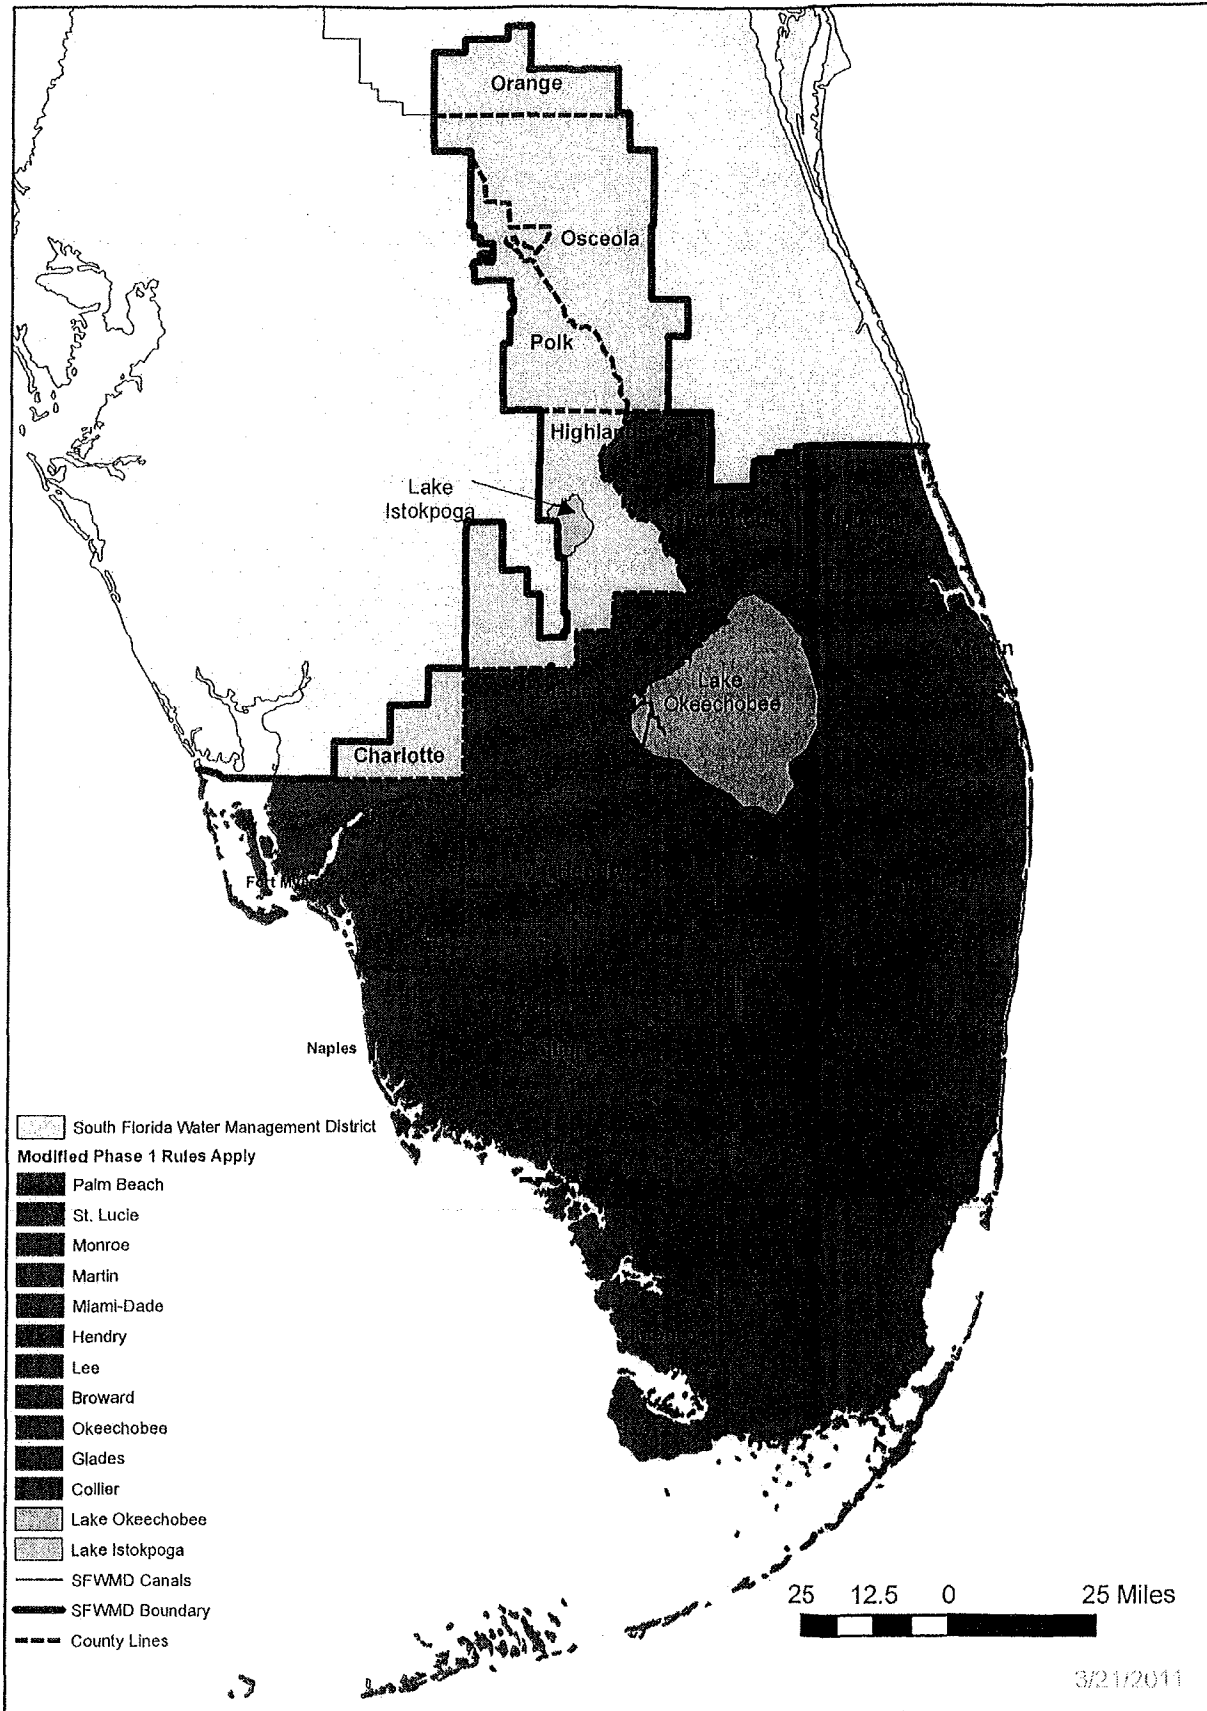 Orange
Osceola
Polk
Highlan
Lake
Istokpoga
Lake
Okeechobee
Charlotte
Naples
South Florida Water Management District
Modified Phase 1 Rules Apply
Palm Beach
St. Lucie
Monroe
Martin
Miami-Dade
Hendry
Lee
Broward
Okeechobee
Glades
Collier
Lake Okeechobee
Lake Istokpoga
SFWMD Canals
SFWMD Boundary
County Lines
25 12.5 0 25 Miles
3/21/2011